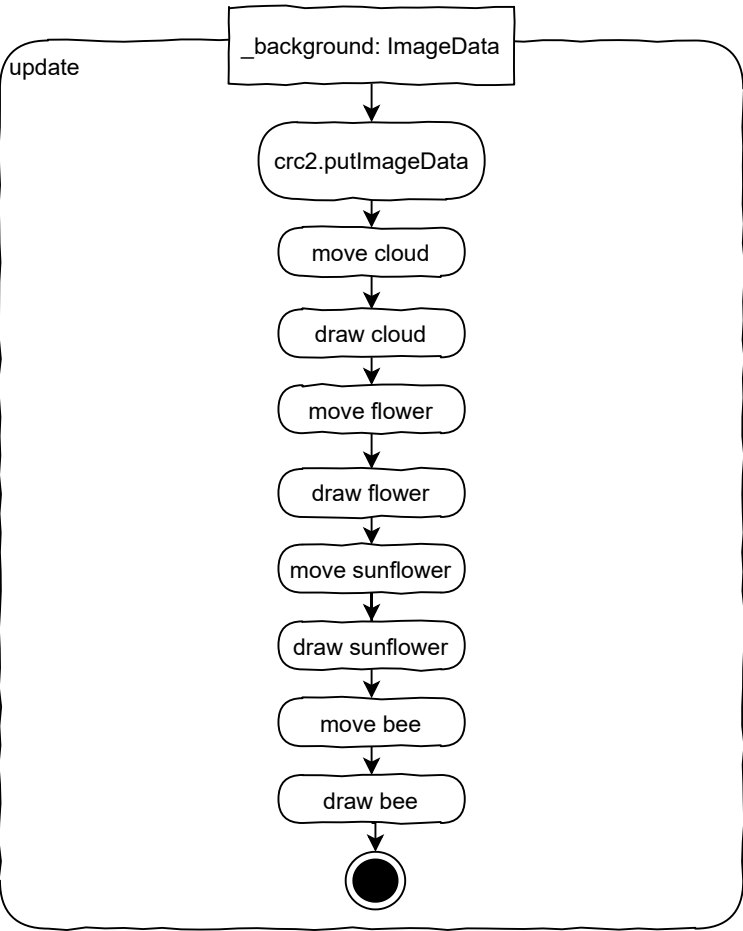 _background: ImageData
update
crc2.putImageData
move cloud
draw cloud
move flower
draw flower
move sunflower
draw sunflower
move bee
draw bee